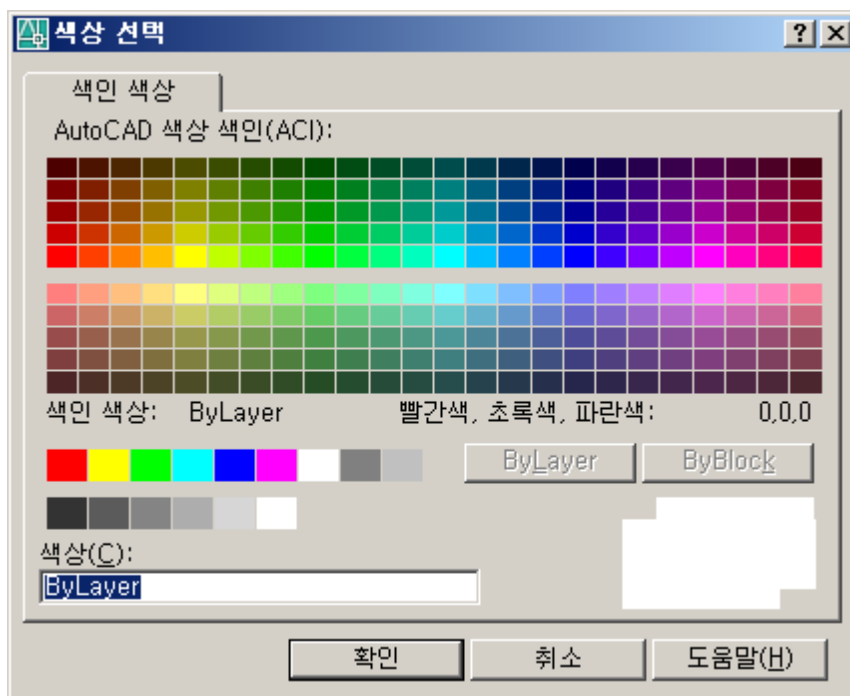 색상 선택
색인 색상
AutoCAD 색상 색인(ACI):
색인 색상: ByLayer 빨간색, 초록색, 파란색: 0,0,0
ByLayer ByBlock
색상(C):
ByLayer
확인 취소 도움말(H)